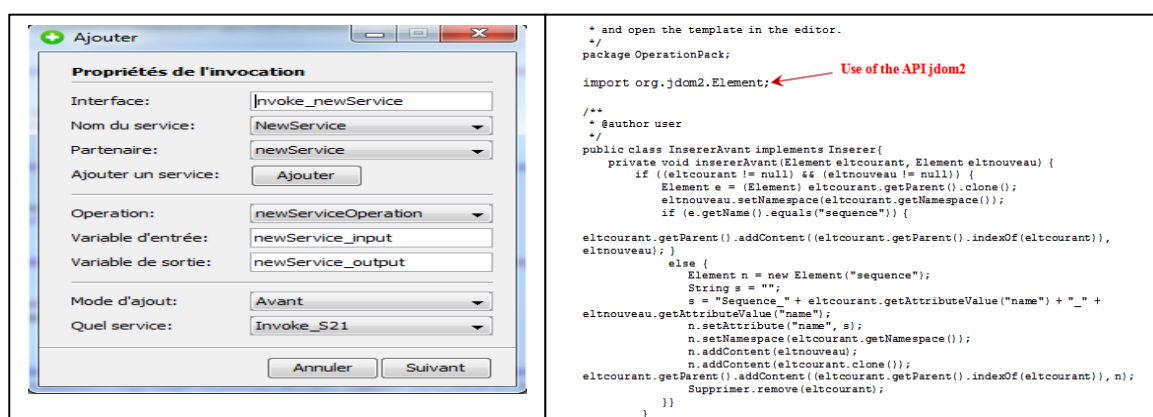 Ajouter
Propriétés de l'invocation
Interface: Invoke_newService
Nom du service: NewService
Partenaire: newService
Ajouter un service: Ajouter
Operation: newServiceOperation
Variable d'entrée: newService_input
Variable de sortie: newService_output
Mode d'ajout: Avant
Quel service: Invoke_S21
Annuler Suivant
* and open the template in the editor.
*/
package OperationPack;
Use of the API jdom2
import org.jdom2.Element;
/**
* @author user
*/
public class InsererAvant implements Inserer{
private void insererAvant(Element eltcourant, Element eltnouveau) {
if ((eltcourant != null) && (eltnouveau != null)) {
Element e = (Element) eltcourant.getParent().clone();
eltnouveau.setNamespace(eltcourant.getNamespace());
if (e.getName().equals("sequence")) {
eltcourant.getParent().addContent((eltcourant.getParent().indexOf(eltcourant)),
eltnouveau); }
else {
Element n = new Element("sequence");
String s = "";
s = "Sequence_" + eltcourant.getAttributeValue("name") + "_" +
eltnouveau.getAttributeValue("name");
n.setAttribute("name", s);
n.setNamespace(eltcourant.getNamespace());
n.addContent(eltnouveau);
n.addContent(eltcourant.clone());
eltcourant.getParent().addContent((eltcourant.getParent().indexOf(eltcourant)), n);
Supprimer.remove(eltcourant);
}}
}